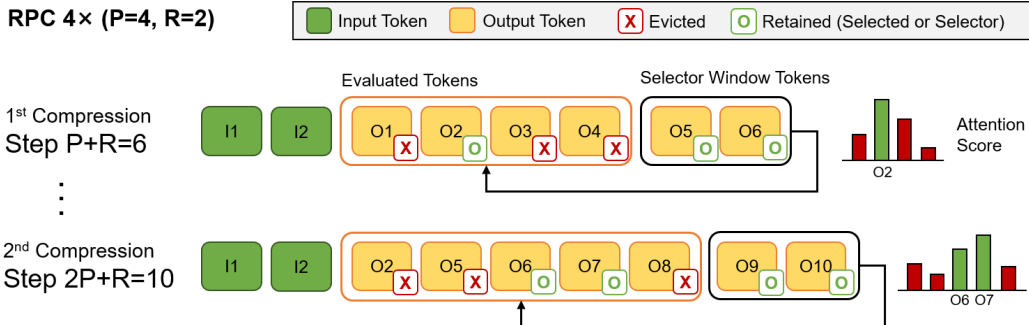 RPC 4× (P=4, R=2)
Input Token
Output Token
X Evicted
O Retained (Selected or Selector)
Evaluated Tokens
Selector Window Tokens
1st Compression
Step P+R=6
I1 I2 O1 O2 O3 O4 O5 O6
X O X X O O
Attention
Score
O2
2nd Compression
Step 2P+R=10
I1 I2 O2 O5 O6 O7 O8 O9 O10
X X O O X O O
O6 O7